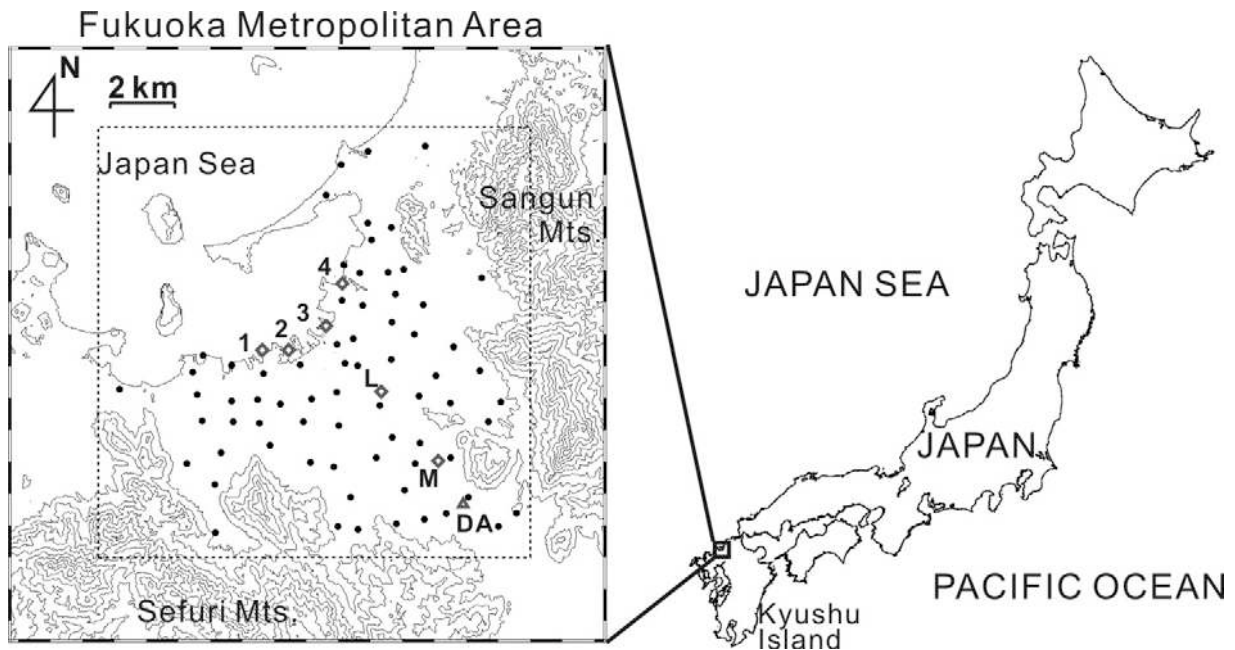 Fukuoka Metropolitan Area
N
2 km
Japan Sea
Sangun
Mts.
4
3
2
1
L
M
DA
Sefuri Mts.
JAPAN SEA
JAPAN
PACIFIC OCEAN
Kyushu
Island